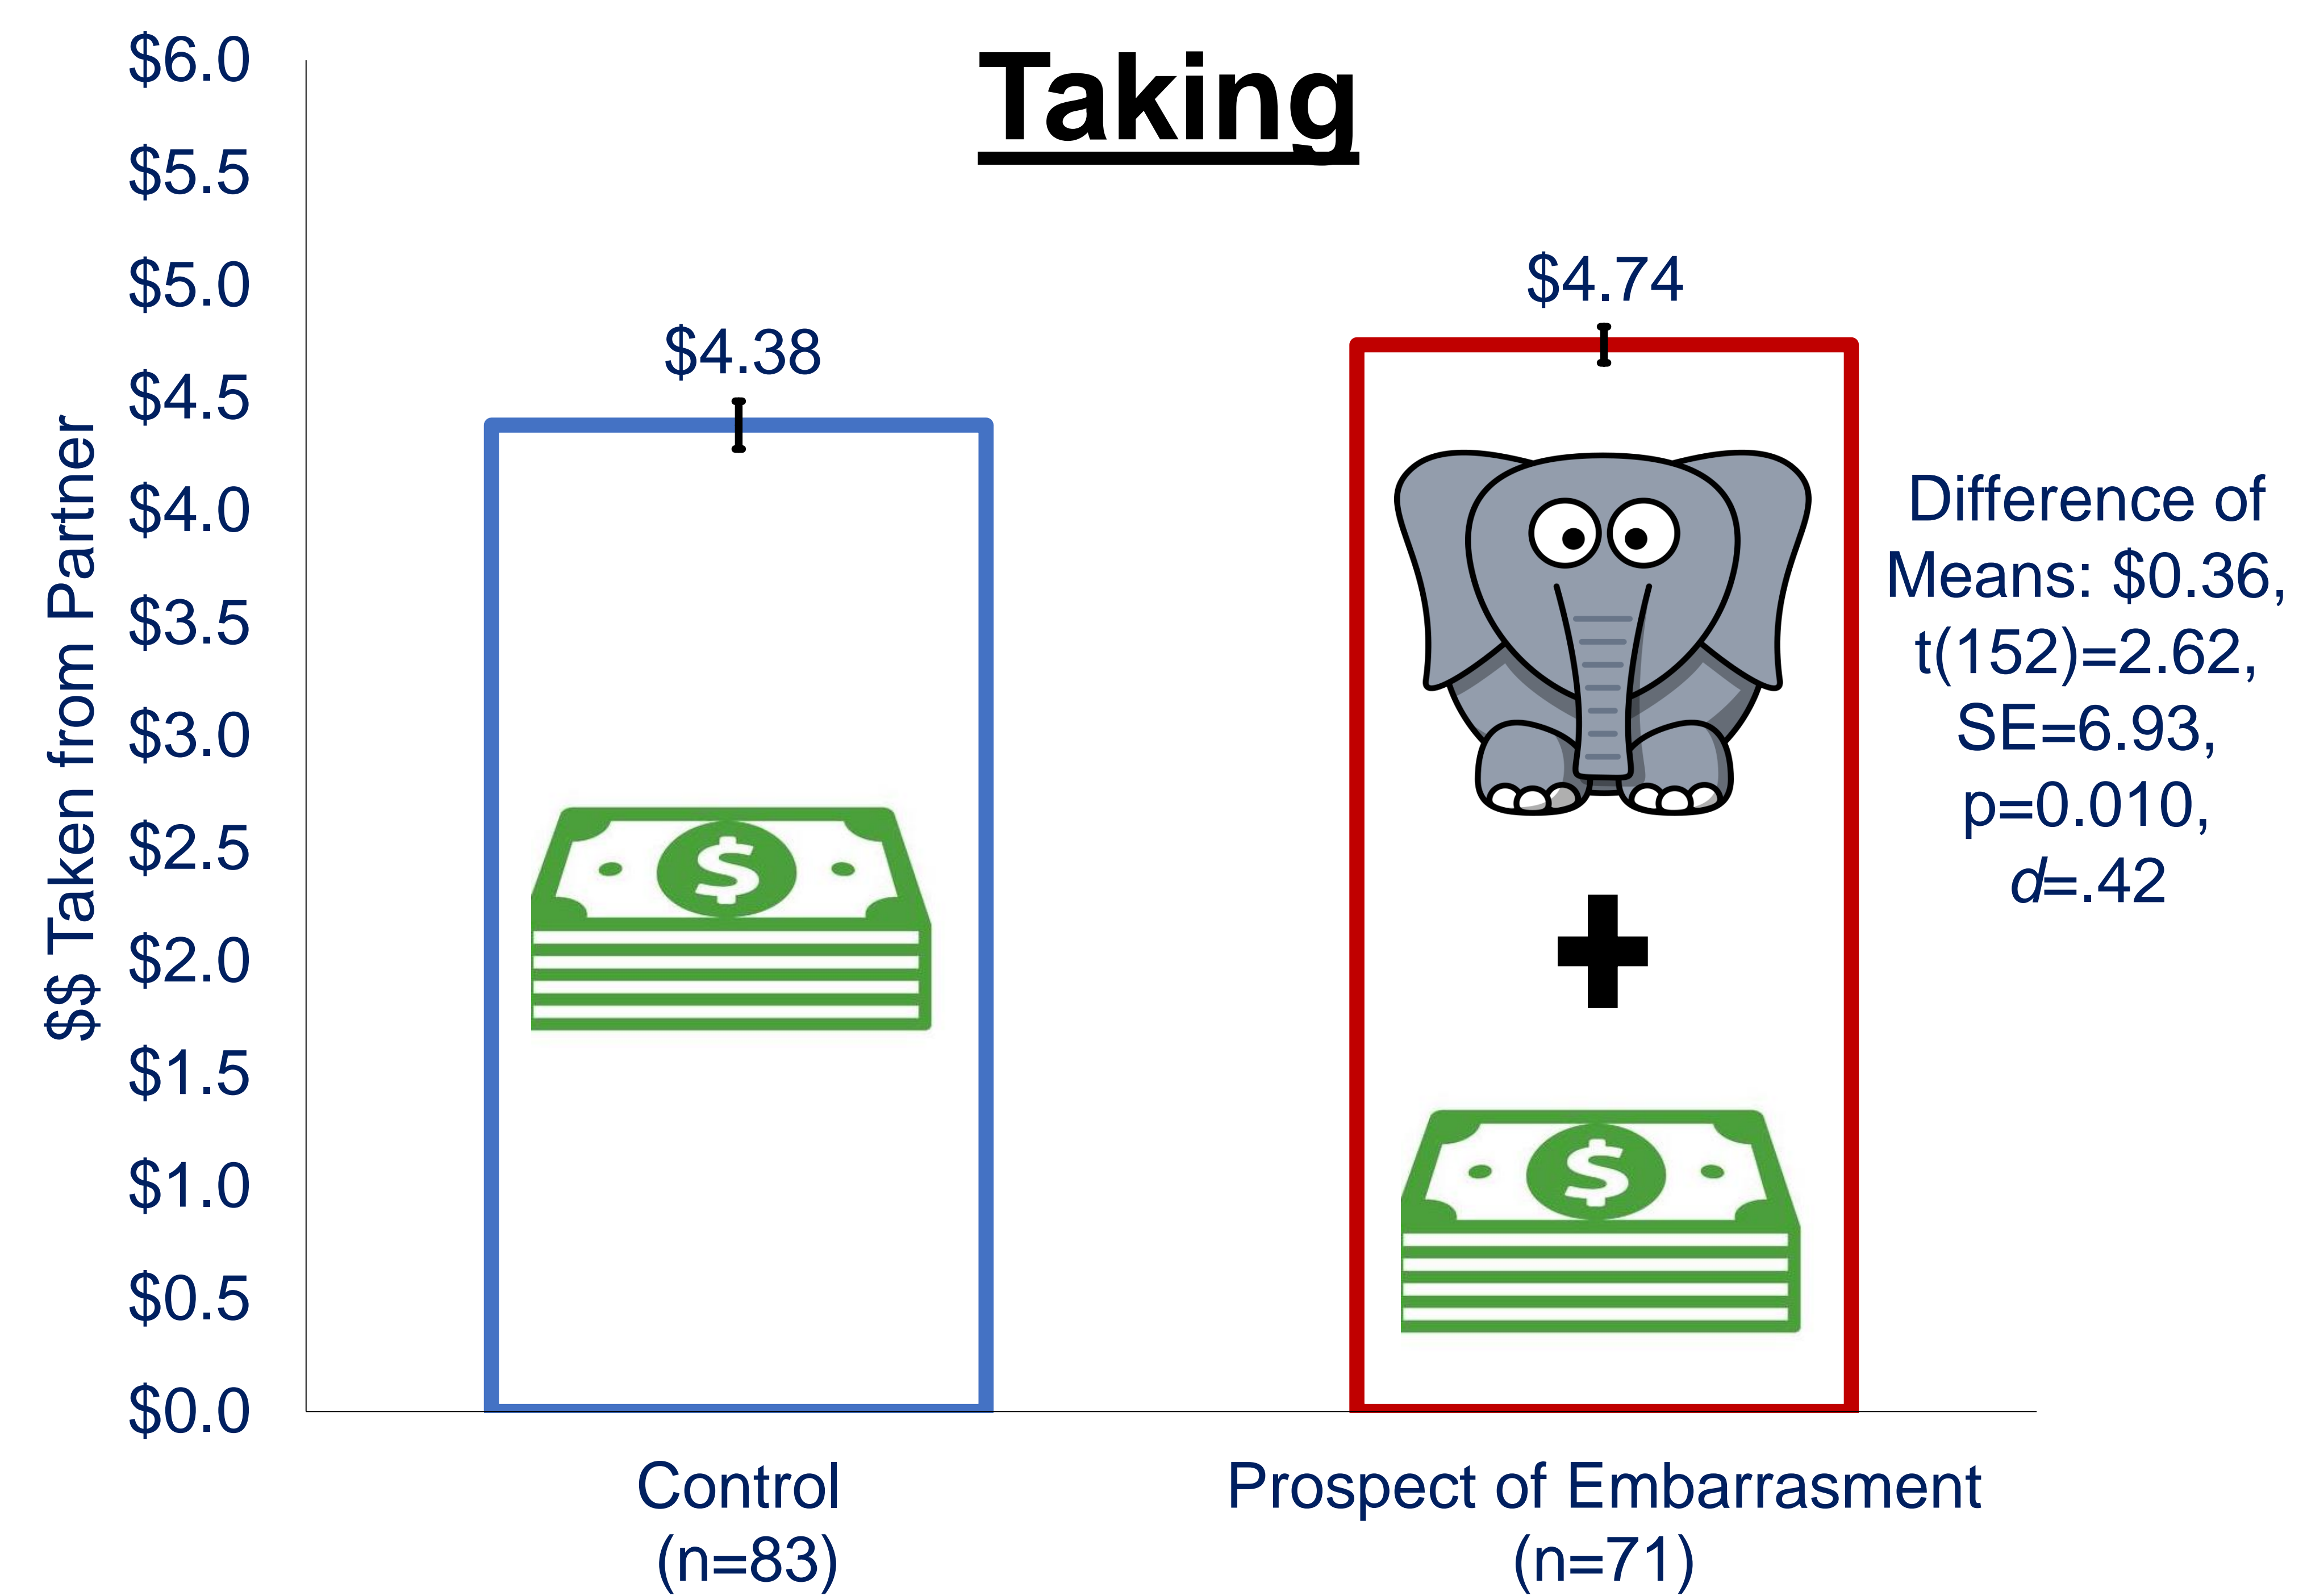 Taking
$$ Taken from Partner
$6.0
$5.5
$5.0
$4.5
$4.0
$3.5
$3.0
$2.5
$2.0
$1.5
$1.0
$0.5
$0.0
$4.38
$4.74
$
$
Difference of
Means: $0.36,
t(152)=2.62,
SE=6.93,
p=0.010,
d=.42
Control
(n=83)
Prospect of Embarrasment
(n=71)